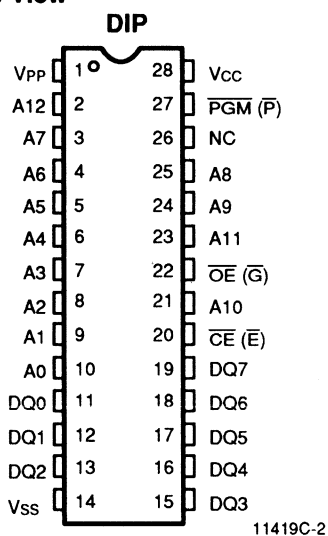 DIP
VPP 1 28 VCC
A12 2 27 PGM (P)
A7 3 26 NC
A6 4 25 A8
A5 5 24 A9
A4 6 23 A11
A3 7 22 OE (G)
A2 8 21 A10
A1 9 20 CE (E)
A0 10 19 DQ7
DQ0 11 18 DQ6
DQ1 12 17 DQ5
DQ2 13 16 DQ4
VSS 14 15 DQ3
11419C-2